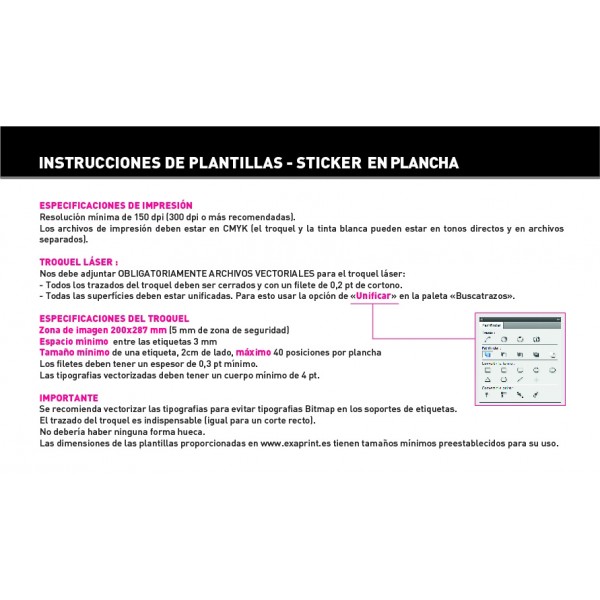 INSTRUCCIONES DE PLANTILLAS - STICKER EN PLANCHA
ESPECIFICACIONES DE IMPRESIÓN
Resolución mínima de 150 dpi (300 dpi o más recomendadas).
Los archivos de impresión deben estar en CMYK (el troquel y la tinta blanca pueden estar en tonos directos y en archivos
separados).
TROQUEL LÁSER :
Nos debe adjuntar OBLIGATORIAMENTE ARCHIVOS VECTORIALES para el troquel láser:
- Todos los trazados del troquel deben ser cerrados y con un filete de 0,2 pt de cortono.
- Todas las superficies deben estar unificadas. Para esto usar la opción de «Unificar» en la paleta «Buscatrazos».
ESPECIFICACIONES DEL TROQUEL
Zona de imagen 200x287 mm (5 mm de zona de seguridad)
Espacio mínimo entre las etiquetas 3 mm
Tamaño mínimo de una etiqueta, 2cm de lado, máximo 40 posiciones por plancha
Los filetes deben tener un espesor de 0,3 pt mínimo.
Las tipografías vectorizadas deben tener un cuerpo mínimo de 4 pt.
IMPORTANTE
Se recomienda vectorizar las tipografías para evitar tipografías Bitmap en los soportes de etiquetas.
El trazado del troquel es indispensable (igual para un corte recto).
No debería haber ninguna forma hueca.
Las dimensiones de las plantillas proporcionadas en www.exaprint.es tienen tamaños mínimos preestablecidos para su uso.